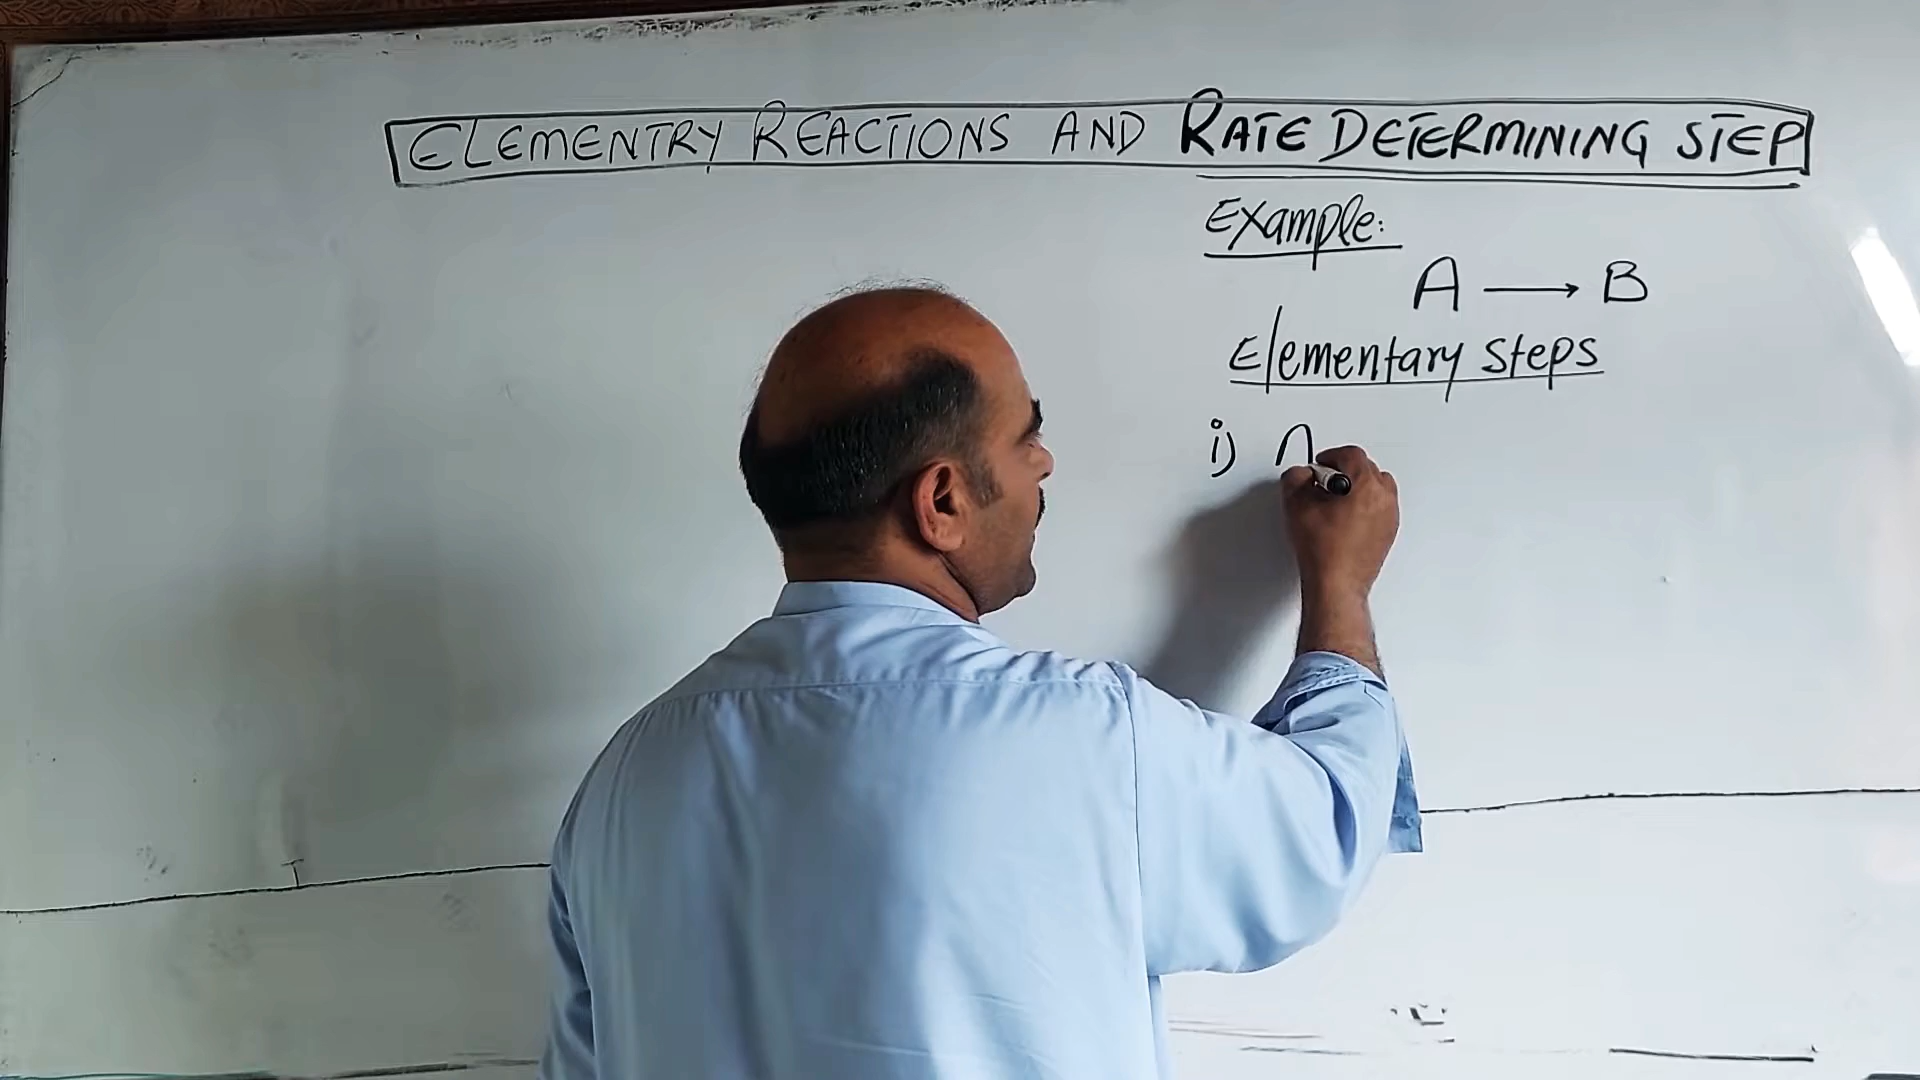 ELEMENTRY REACTIONS AND RATE DETERMINING STEP
Example:
A → B
Elementary steps
i)